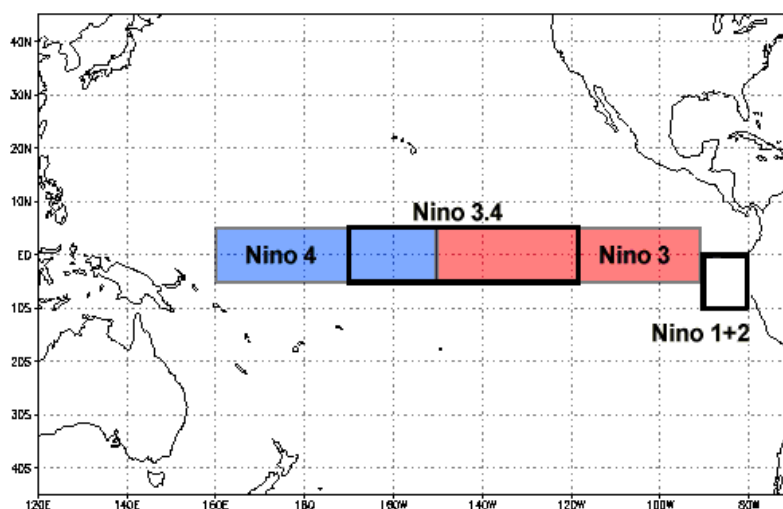 40N
30N
20N
10N
Nino 3.4
Nino 4
Nino 3
EQ
10S
Nino 1+2
20S
30S
40S
120E
140E
160E
180
160W
140W
120W
100W
80W